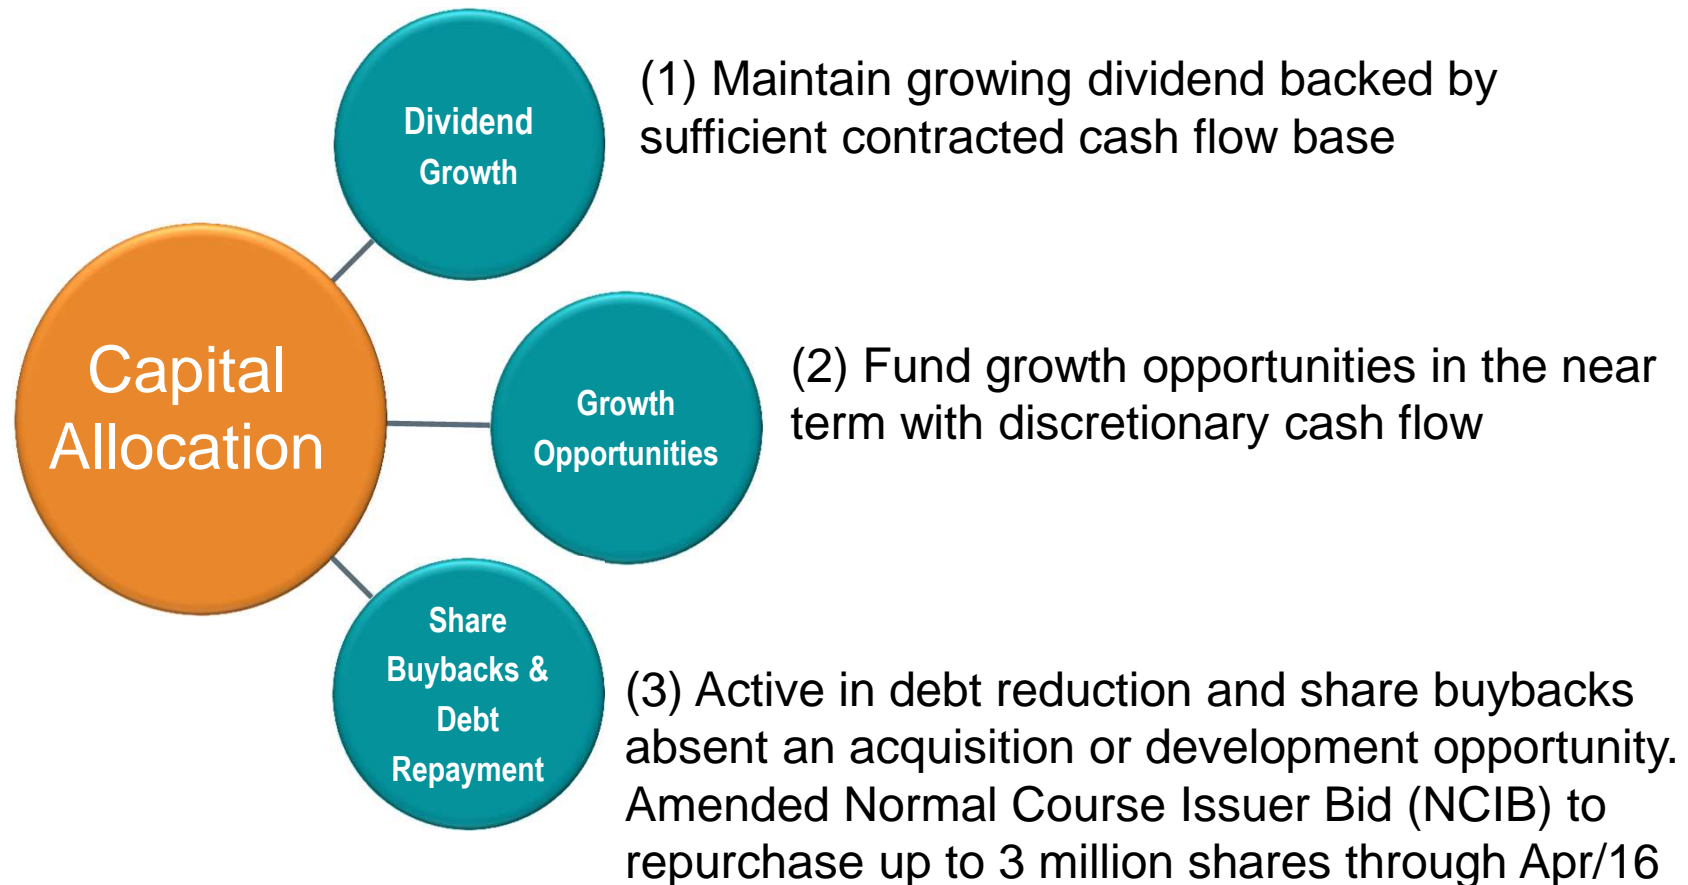 Dividend
Growth
(1) Maintain growing dividend backed by
sufficient contracted cash flow base
Capital
Allocation
Growth
Opportunities
(2) Fund growth opportunities in the near
term with discretionary cash flow
Share
Buybacks &
Debt
Repayment
(3) Active in debt reduction and share buybacks
absent an acquisition or development opportunity.
Amended Normal Course Issuer Bid (NCIB) to
repurchase up to 3 million shares through Apr/16